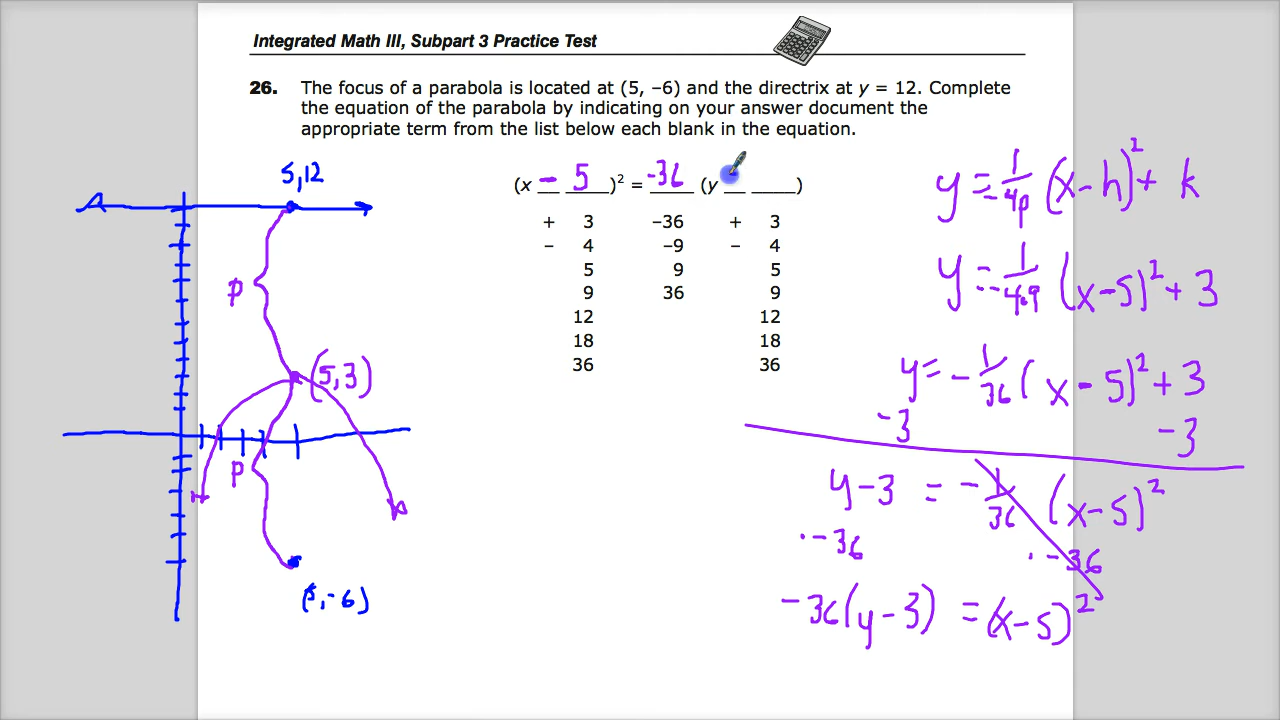 Integrated Math III, Subpart 3 Practice Test
26. The focus of a parabola is located at (5, –6) and the directrix at y = 12. Complete
the equation of the parabola by indicating on your answer document the
appropriate term from the list below each blank in the equation.
(x - 5)² = -36 (y __ ____)
+ 3 –36 + 3
– 4 –9 – 4
5 9 5
9 36 9
12 12
18 18
36 36
5,12
P
(5,3)
P
(5,-6)
y = 1/4p (x-h)² + k
y = -1/4·9 (x-5)² + 3
y = -1/36 (x-5)² + 3
-3 -3
y-3 = -1/36 (x-5)²
·-36 ·-36
-36(y-3) = (x-5)²